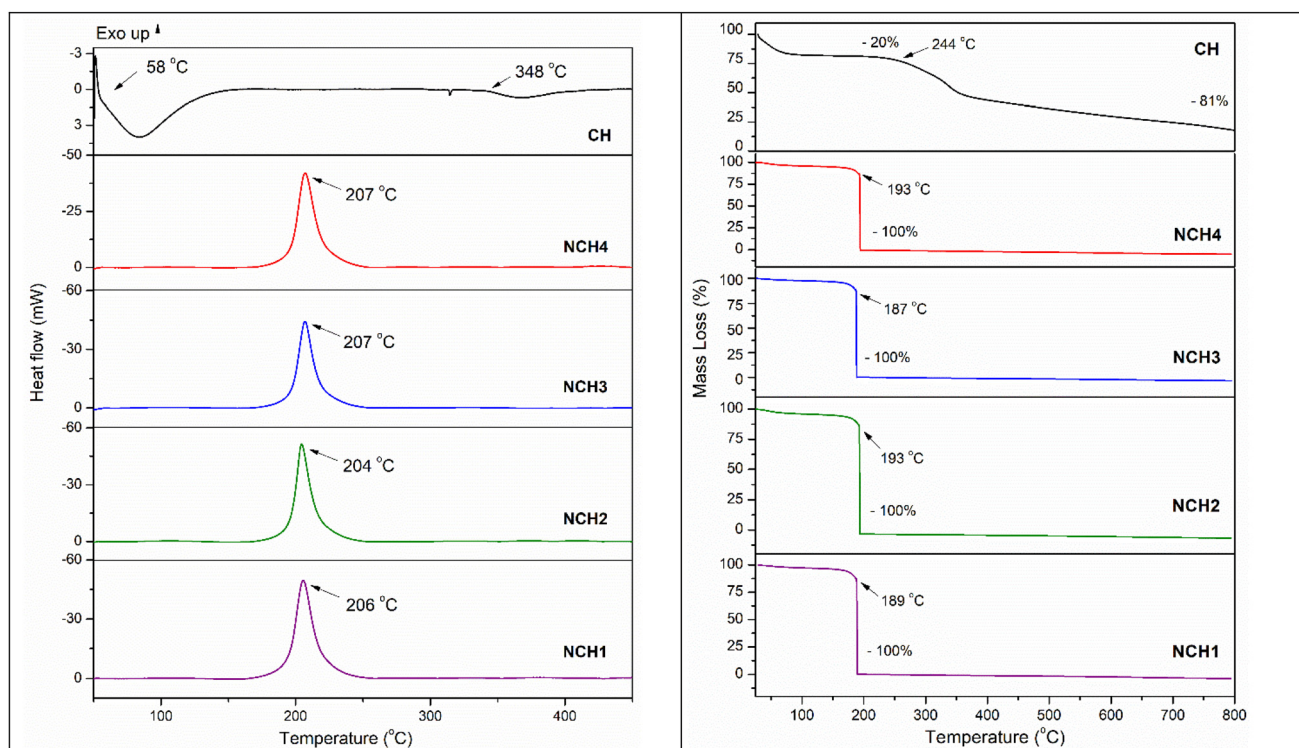 Exo up
-3
0
3
58 °C
348 °C
CH
-50
-25
0
207 °C
NCH4
-60
-30
0
207 °C
NCH3
-60
-30
0
204 °C
NCH2
-60
-30
0
206 °C
NCH1
100 200 300 400
Temperature (°C)
Heat flow (mW)
100
75
50
25
0
- 20% 244 °C
CH
- 81%
100
75
50
25
0
193 °C
- 100%
NCH4
100
75
50
25
0
187 °C
- 100%
NCH3
100
75
50
25
0
193 °C
- 100%
NCH2
100
75
50
25
0
189 °C
- 100%
NCH1
100 200 300 400 500 600 700 800
Temperature (°C)
Mass Loss (%)